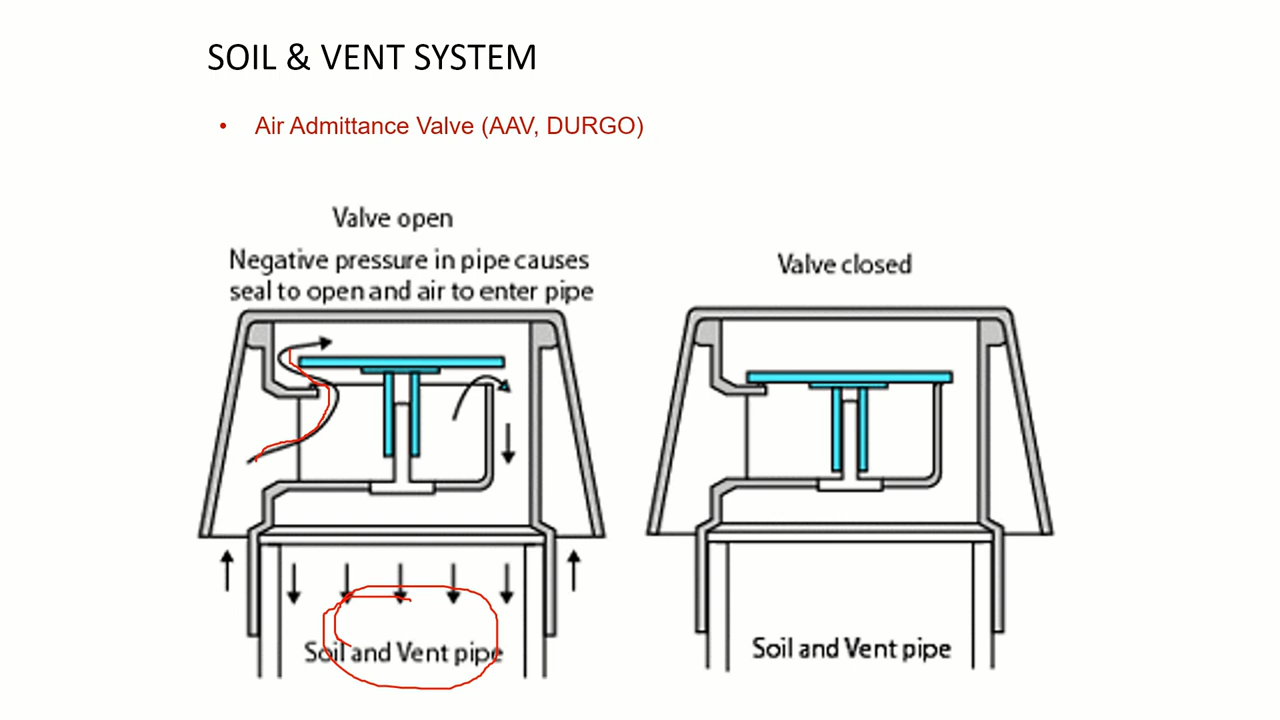 SOIL & VENT SYSTEM
• Air Admittance Valve (AAV, DURGO)
Valve open
Negative pressure in pipe causes
seal to open and air to enter pipe
Valve closed
Soil and Vent pipe
Soil and Vent pipe